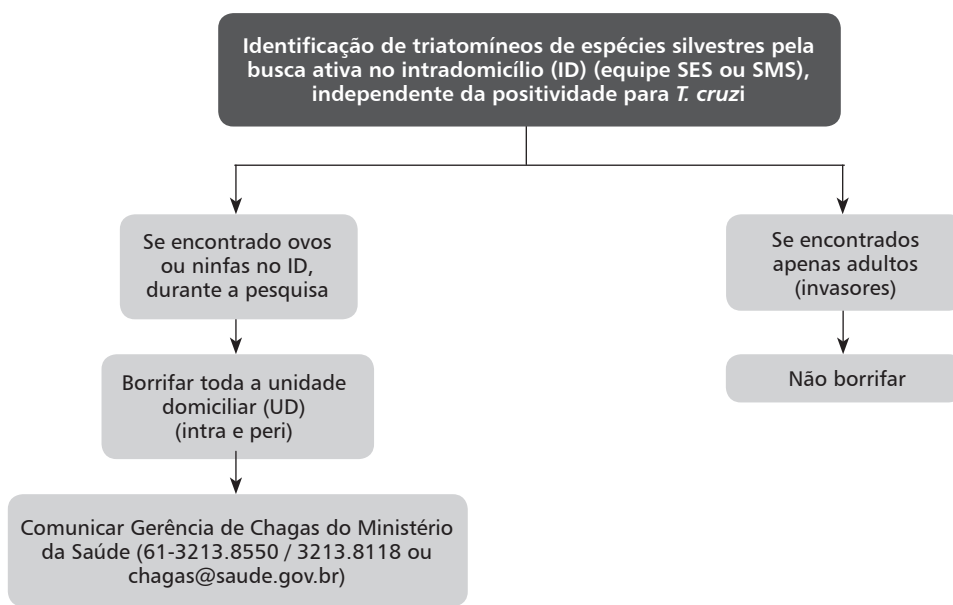 Identificação de triatomíneos de espécies silvestres pela
busca ativa no intradomicílio (ID) (equipe SES ou SMS),
independente da positividade para T. cruzi
Se encontrado ovos
ou ninfas no ID,
durante a pesquisa
Borrifar toda a unidade
domiciliar (UD)
(intra e peri)
Comunicar Gerência de Chagas do Ministério
da Saúde (61-3213.8550 / 3213.8118 ou
chagas@saude.gov.br)
Se encontrados
apenas adultos
(invasores)
Não borrifar